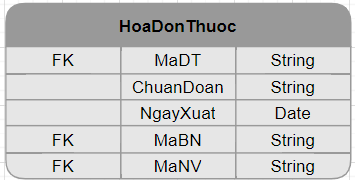 HoaDonThuoc
FK MaDT String
ChuanDoan String
NgayXuat Date
FK MaBN String
FK MaNV String